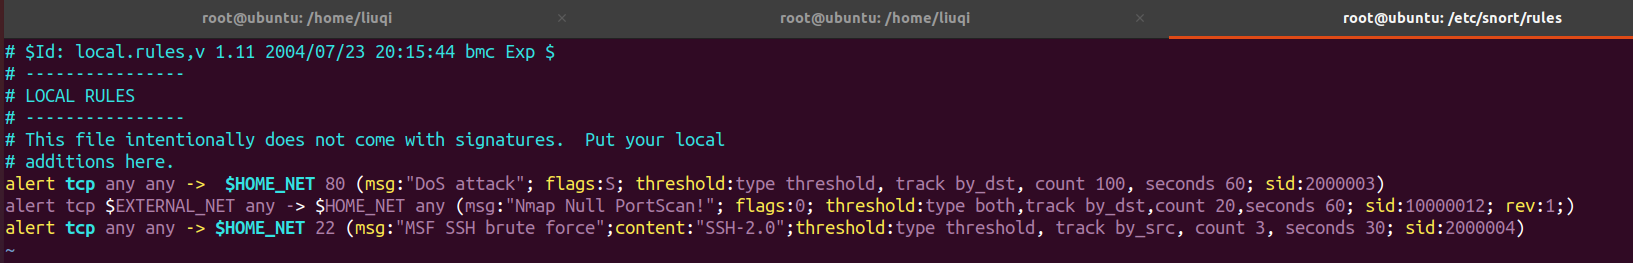 root@ubuntu: /home/liuqi × root@ubuntu: /home/liuqi × root@ubuntu: /etc/snort/rules
# $Id: local.rules,v 1.11 2004/07/23 20:15:44 bmc Exp $
# ----------------
# LOCAL RULES
# ----------------
# This file intentionally does not come with signatures.  Put your local
# additions here.
alert tcp any any ->  $HOME_NET 80 (msg:"DoS attack"; flags:S; threshold:type threshold, track by_dst, count 100, seconds 60; sid:2000003)
alert tcp $EXTERNAL_NET any -> $HOME_NET any (msg:"Nmap Null PortScan!"; flags:0; threshold:type both,track by_dst,count 20,seconds 60; sid:10000012; rev:1;)
alert tcp any any -> $HOME_NET 22 (msg:"MSF SSH brute force";content:"SSH-2.0";threshold:type threshold, track by_src, count 3, seconds 30; sid:2000004)
~